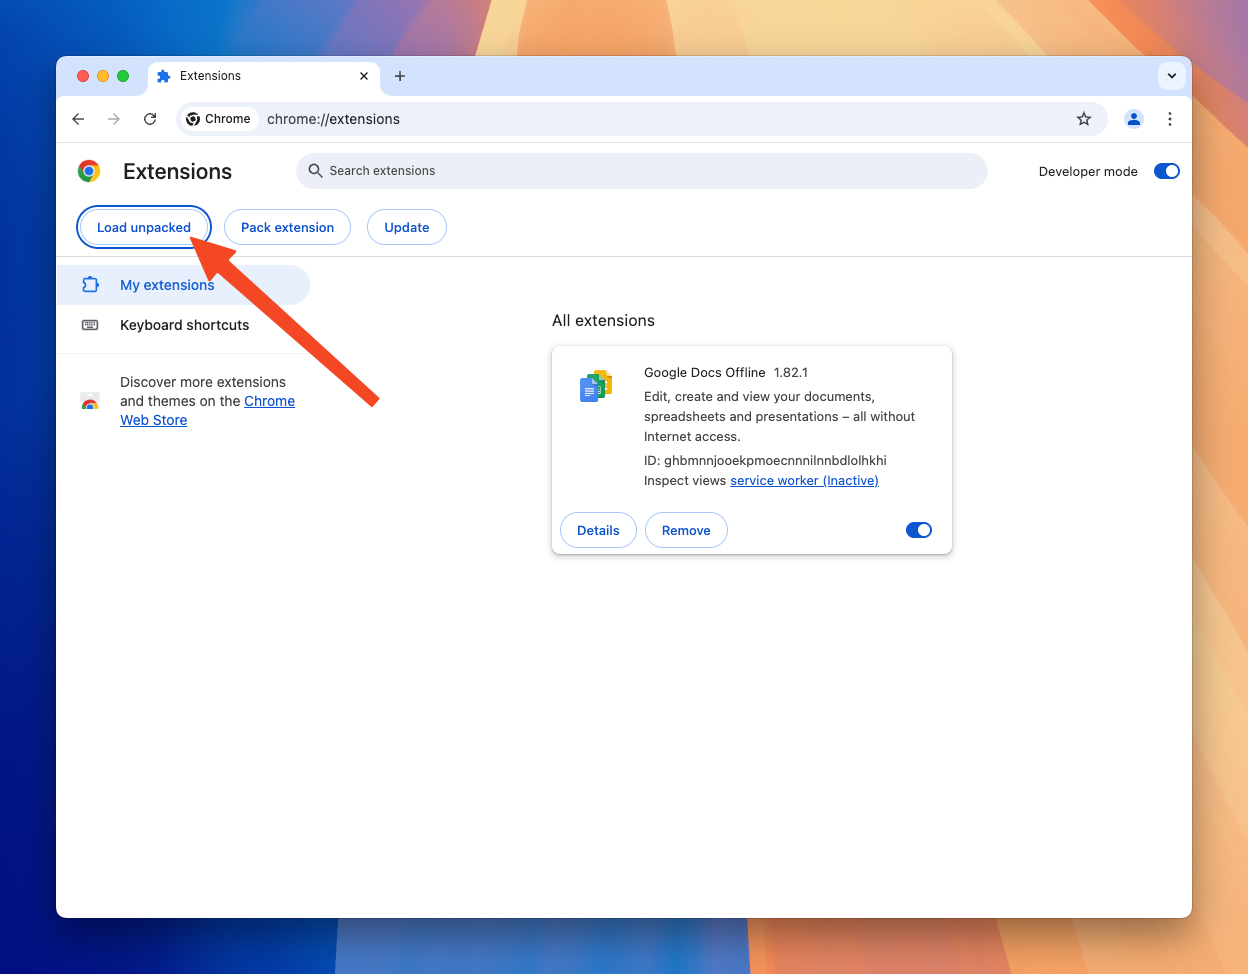 Extensions
Chrome
chrome://extensions
Extensions
Search extensions
Developer mode
Load unpacked
Pack extension
Update
My extensions
Keyboard shortcuts
Discover more extensions
and themes on the Chrome
Web Store
All extensions
Google Docs Offline 1.82.1
Edit, create and view your documents,
spreadsheets and presentations – all without
Internet access.
ID: ghbmnnjooekpmoecnnnilnnbdlolhkhi
Inspect views service worker (Inactive)
Details
Remove